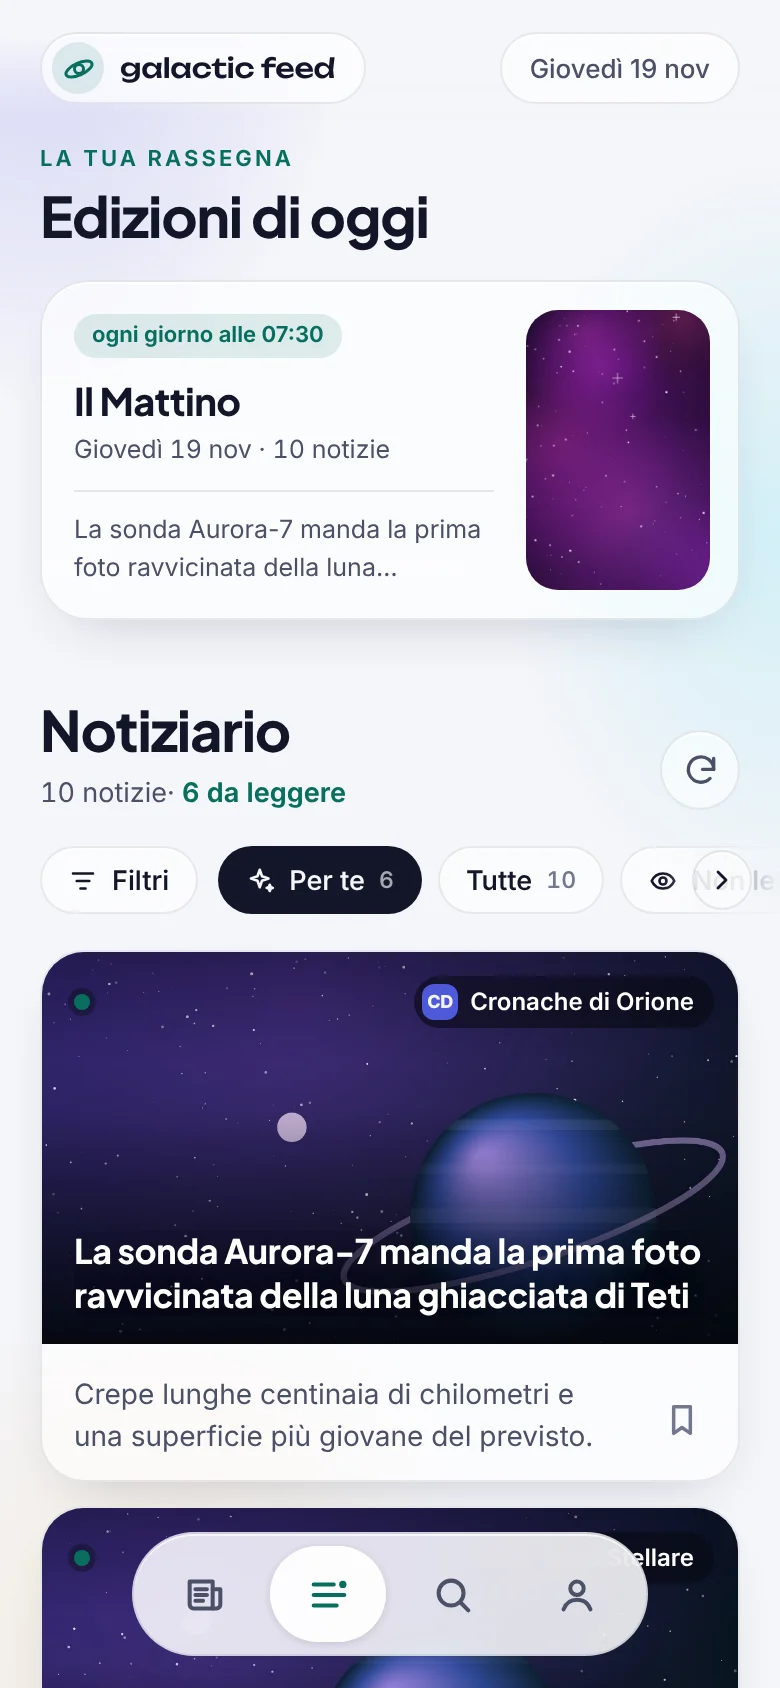 galactic feed
Giovedì 19 nov
LA TUA RASSEGNA
Edizioni di oggi
ogni giorno alle 07:30
Il Mattino
Giovedì 19 nov · 10 notizie
La sonda Aurora-7 manda la prima
foto ravvicinata della luna...
Notiziario
10 notizie· 6 da leggere
Filtri
Per te 6
Tutte 10
CD Cronache di Orione
La sonda Aurora-7 manda la prima foto
ravvicinata della luna ghiacciata di Teti
Crepe lunghe centinaia di chilometri e
una superficie più giovane del previsto.
Stellare